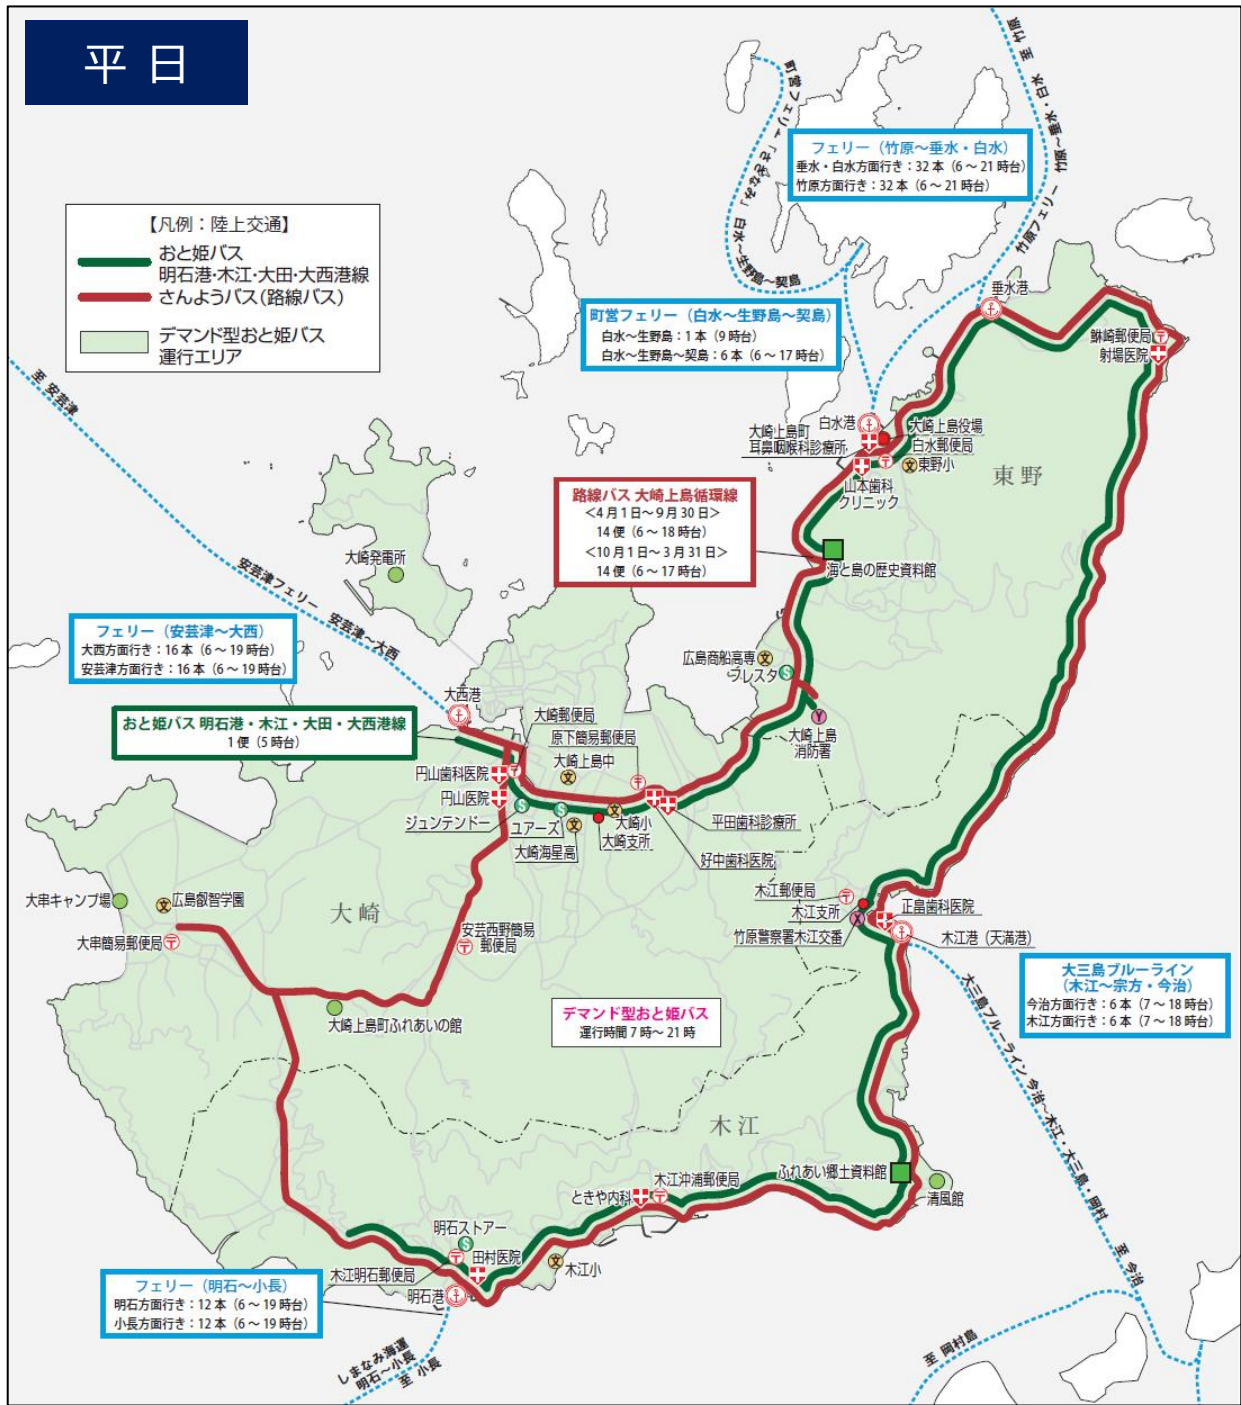 平日
【凡例：陸上交通】
おと姫バス
明石港・木江・大田・大西港線
さんようバス（路線バス）
デマンド型おと姫バス
運行エリア
町営フェリー「さざなみ」 白水～生野島～契島
フェリー（竹原～垂水・白水）
垂水・白水方面行き：32本（6～21時台）
竹原方面行き：32本（6～21時台）
至 竹原
竹原フェリー 竹原～垂水・白水
町営フェリー（白水～生野島～契島）
白水～生野島：1本（9時台）
白水～生野島～契島：6本（6～17時台）
垂水港
鮴崎郵便局
射場医院
白水港
大崎上島町
耳鼻咽喉科診療所
大崎上島役場
白水郵便局
東野小
山本歯科
クリニック
東野
至 安芸津
路線バス 大崎上島循環線
＜4月1日～9月30日＞
14便（6～18時台）
＜10月1日～3月31日＞
14便（6～17時台）
海と島の歴史資料館
大崎発電所
安芸津フェリー 安芸津～大西
フェリー（安芸津～大西）
大西方面行き：16本（6～19時台）
安芸津方面行き：16本（6～19時台）
広島商船高専
フレスタ
大崎上島
消防署
大西港
おと姫バス 明石港・木江・大田・大西港線
1便（5時台）
大崎郵便局
原下簡易郵便局
大崎上島中
円山歯科医院
円山医院
ジュンテンドー
ユアーズ
大崎海星高
大崎小
大崎支所
平田歯科診療所
好中歯科医院
大串キャンプ場
広島叡智学園
大崎
大串簡易郵便局
安芸西野簡易
郵便局
木江郵便局
木江支所
竹原警察署木江交番
正畠歯科医院
木江港（天満港）
大崎上島町ふれあいの館
デマンド型おと姫バス
運行時間7時～21時
大三島ブルーライン
（木江～宗方・今治）
今治方面行き：6本（7～18時台）
木江方面行き：6本（7～18時台）
大三島ブルーライン 今治～木江・大三島・岡村
至 今治
木江
ふれあい郷土資料館
清風館
木江沖浦郵便局
ときや内科
明石ストアー
田村医院
木江明石郵便局
木江小
明石港
フェリー（明石～小長）
明石方面行き：12本（6～19時台）
小長方面行き：12本（6～19時台）
しまなみ海運
明石～小長
至 小長
至 岡村島